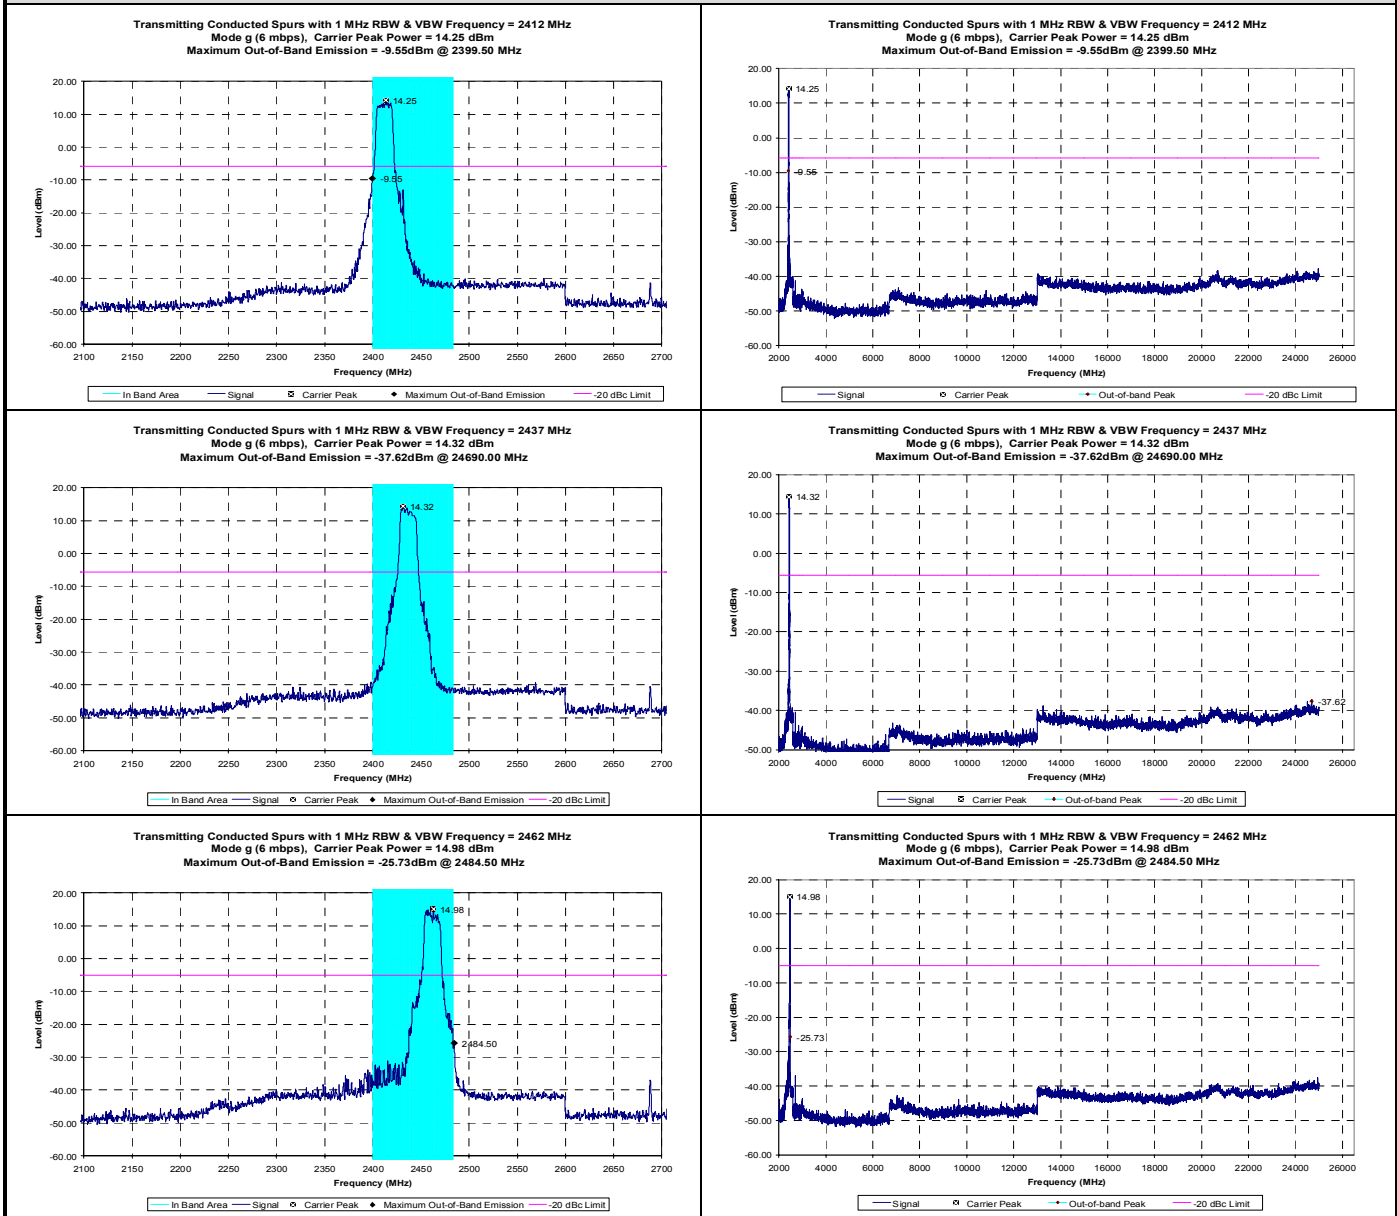 Transmitting Conducted Spurs with 1 MHz RBW & VBW Frequency = 2412 MHz
Mode g (6 mbps), Carrier Peak Power = 14.25 dBm
Maximum Out-of-Band Emission = -9.55dBm @ 2399.50 MHz
20.00
10.00
0.00
-10.00
-20.00
-30.00
-40.00
-50.00
-60.00
Level (dBm)
14.25
-9.55
2100 2150 2200 2250 2300 2350 2400 2450 2500 2550 2600 2650 2700
Frequency (MHz)
In Band Area Signal Carrier Peak Maximum Out-of-Band Emission -20 dBc Limit
Transmitting Conducted Spurs with 1 MHz RBW & VBW Frequency = 2412 MHz
Mode g (6 mbps), Carrier Peak Power = 14.25 dBm
Maximum Out-of-Band Emission = -9.55dBm @ 2399.50 MHz
20.00
10.00
0.00
-10.00
-20.00
-30.00
-40.00
-50.00
-60.00
Level (dBm)
14.25
-9.55
2000 4000 6000 8000 10000 12000 14000 16000 18000 20000 22000 24000 26000
Frequency (MHz)
Signal Carrier Peak Out-of-band Peak -20 dBc Limit
Transmitting Conducted Spurs with 1 MHz RBW & VBW Frequency = 2437 MHz
Mode g (6 mbps), Carrier Peak Power = 14.32 dBm
Maximum Out-of-Band Emission = -37.62dBm @ 24690.00 MHz
20.00
10.00
0.00
-10.00
-20.00
-30.00
-40.00
-50.00
-60.00
Level (dBm)
14.32
2100 2150 2200 2250 2300 2350 2400 2450 2500 2550 2600 2650 2700
Frequency (MHz)
In Band Area Signal Carrier Peak Maximum Out-of-Band Emission -20 dBc Limit
Transmitting Conducted Spurs with 1 MHz RBW & VBW Frequency = 2437 MHz
Mode g (6 mbps), Carrier Peak Power = 14.32 dBm
Maximum Out-of-Band Emission = -37.62dBm @ 24690.00 MHz
20.00
10.00
0.00
-10.00
-20.00
-30.00
-40.00
-50.00
Level (dBm)
14.32
-37.62
2000 4000 6000 8000 10000 12000 14000 16000 18000 20000 22000 24000 26000
Frequency (MHz)
Signal Carrier Peak Out-of-band Peak -20 dBc Limit
Transmitting Conducted Spurs with 1 MHz RBW & VBW Frequency = 2462 MHz
Mode g (6 mbps), Carrier Peak Power = 14.98 dBm
Maximum Out-of-Band Emission = -25.73dBm @ 2484.50 MHz
20.00
10.00
0.00
-10.00
-20.00
-30.00
-40.00
-50.00
-60.00
Level (dBm)
14.98
2484.50
2100 2150 2200 2250 2300 2350 2400 2450 2500 2550 2600 2650 2700
Frequency (MHz)
In Band Area Signal Carrier Peak Maximum Out-of-Band Emission -20 dBc Limit
Transmitting Conducted Spurs with 1 MHz RBW & VBW Frequency = 2462 MHz
Mode g (6 mbps), Carrier Peak Power = 14.98 dBm
Maximum Out-of-Band Emission = -25.73dBm @ 2484.50 MHz
20.00
10.00
0.00
-10.00
-20.00
-30.00
-40.00
-50.00
-60.00
Level (dBm)
14.98
-25.73
2000 4000 6000 8000 10000 12000 14000 16000 18000 20000 22000 24000 26000
Frequency (MHz)
Signal Carrier Peak Out-of-band Peak -20 dBc Limit